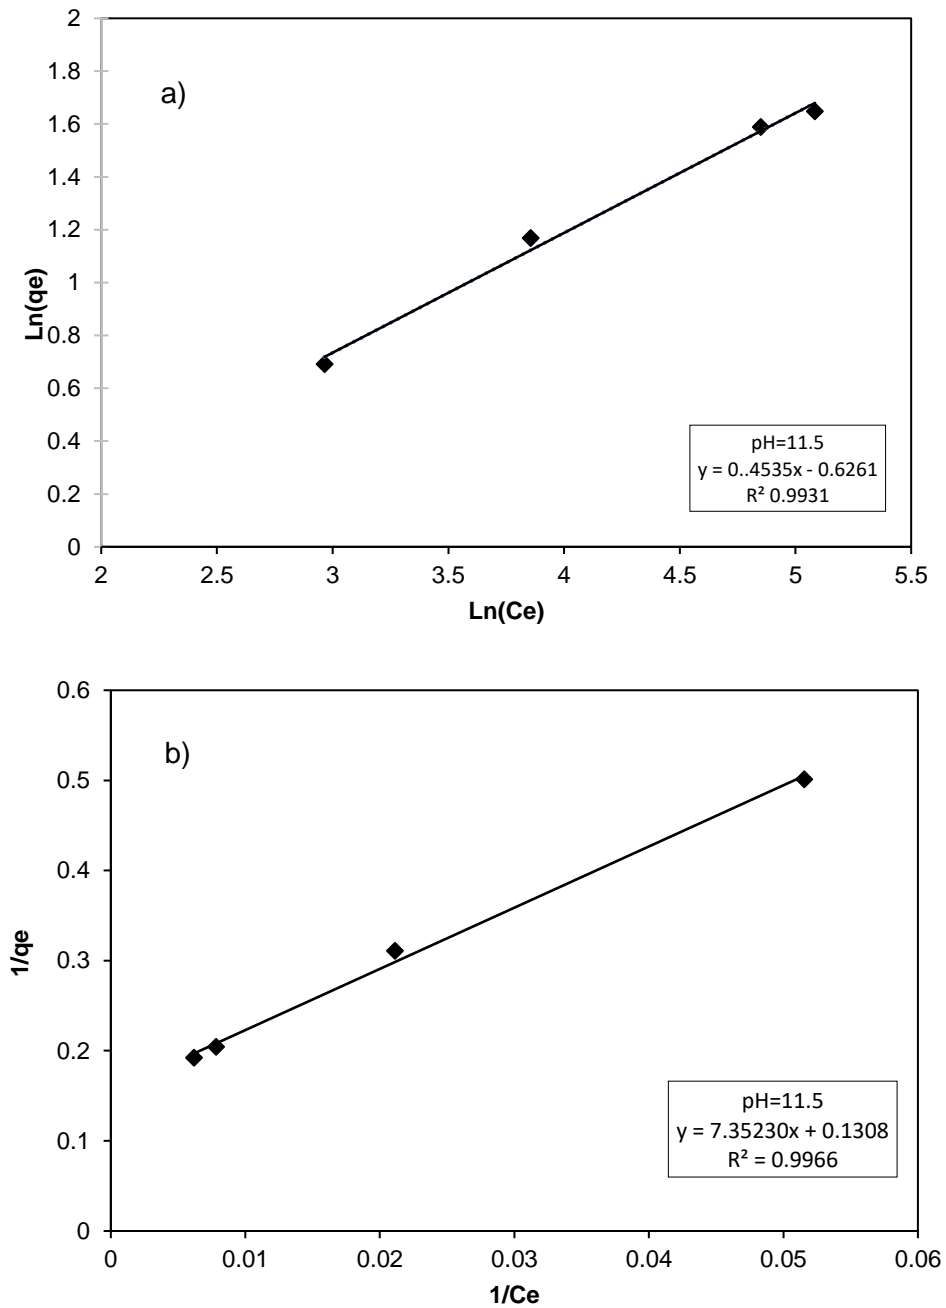 2
1.8
a)
1.6
1.4
1.2
Ln(qe)
1
0.8
0.6
0.4
0.2
0
pH=11.5
y = 0..4535x - 0.6261
R² 0.9931
2 2.5 3 3.5 4 4.5 5 5.5
Ln(Ce)
0.6
b)
0.5
0.4
1/qe
0.3
0.2
0.1
0
pH=11.5
y = 7.35230x + 0.1308
R² = 0.9966
0 0.01 0.02 0.03 0.04 0.05 0.06
1/Ce